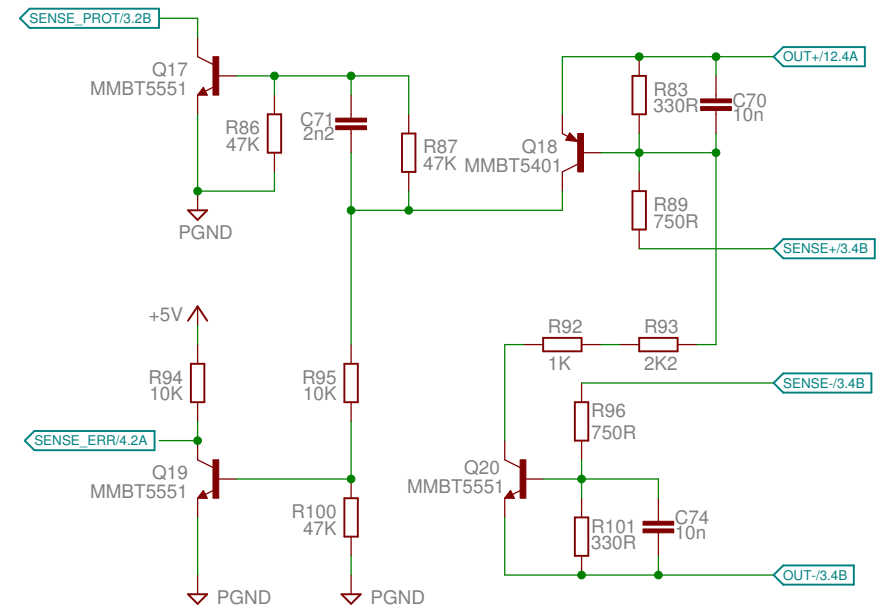 SENSE_PROT/3.2B
OUT+/12.4A
Q17
MMBT5551
R86
47K
C71
2n2
R87
47K
Q18
MMBT5401
R83
330R
C70
10n
R89
750R
PGND
SENSE+/3.4B
+5V
R92
1K
R93
2K2
R94
10K
R95
10K
SENSE-/3.4B
R96
750R
SENSE_ERR/4.2A
Q19
MMBT5551
Q20
MMBT5551
R100
47K
R101
330R
C74
10n
OUT-/3.4B
PGND
PGND